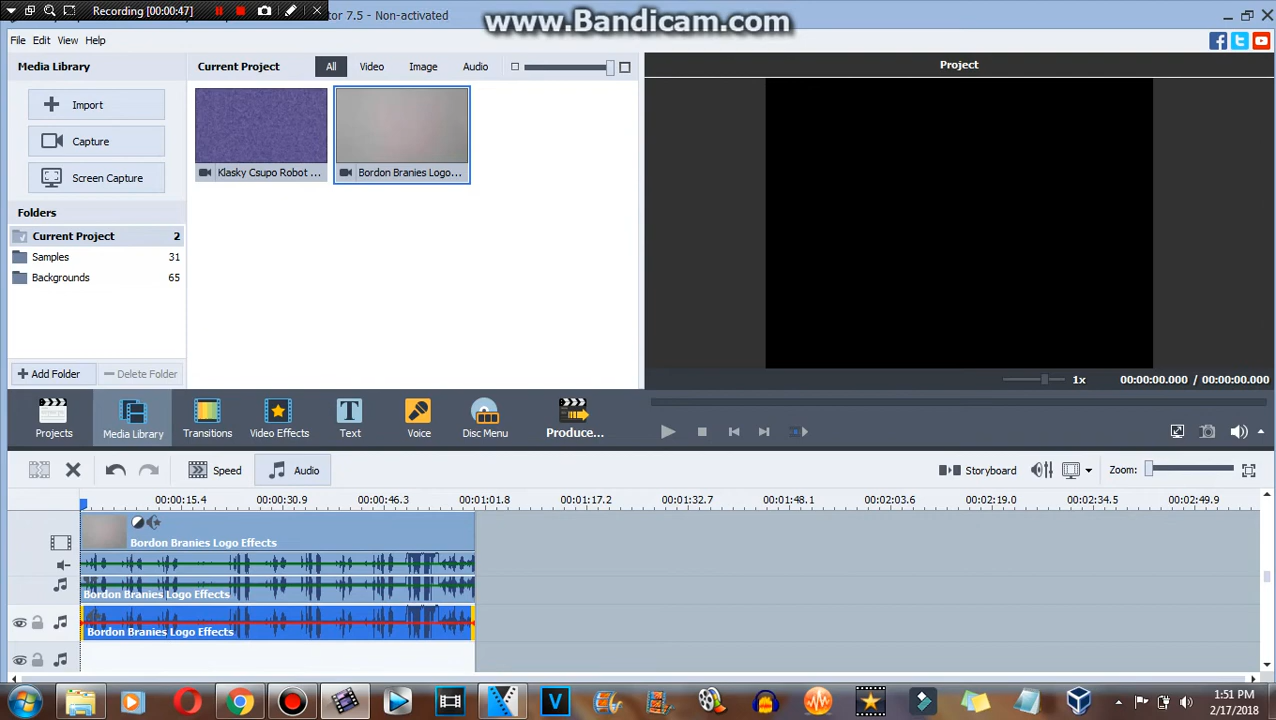 Recording [00:00:47]
tor 7.5 - Non-activated
www.Bandicam.com
File Edit View Help
Media Library
Current Project All Video Image Audio
Project
Import
Capture
Screen Capture
Klasky Csupo Robot ...
Bordon Branies Logo...
Folders
Current Project 2
Samples 31
Backgrounds 65
Add Folder
Delete Folder
1x 00:00:00.000 / 00:00:00.000
Projects
Media Library
Transitions
Video Effects
Text
Voice
Disc Menu
Produce...
Speed
Audio
Storyboard
Zoom:
00:00:15.4 00:00:30.9 00:00:46.3 00:01:01.8 00:01:17.2 00:01:32.7 00:01:48.1 00:02:03.6 00:02:19.0 00:02:34.5 00:02:49.9
Bordon Branies Logo Effects
Bordon Branies Logo Effects
Bordon Branies Logo Effects
1:51 PM
2/17/2018